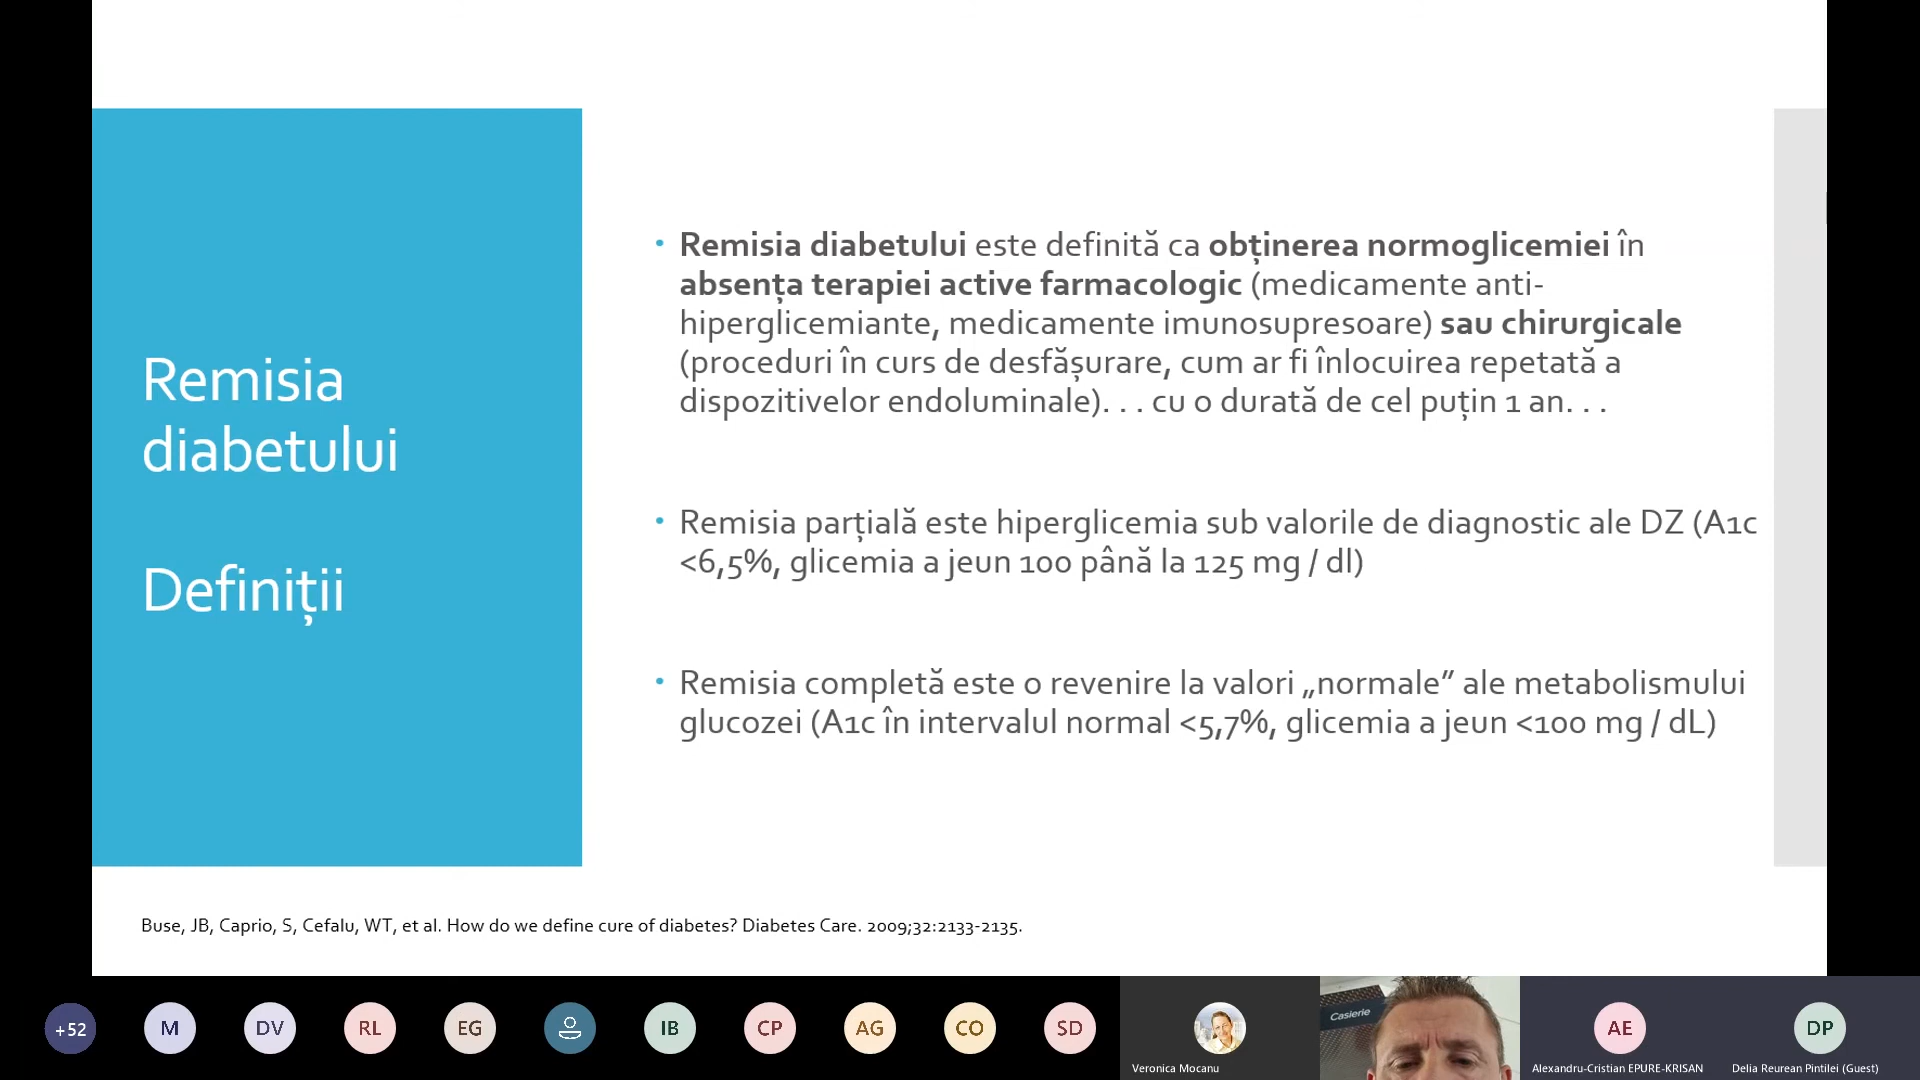 Remisia
diabetului
Definiții
• Remisia diabetului este definită ca obținerea normoglicemiei în
absența terapiei active farmacologic (medicamente anti-
hiperglicemiante, medicamente imunosupresoare) sau chirurgicale
(proceduri în curs de desfășurare, cum ar fi înlocuirea repetată a
dispozitivelor endoluminale). . . cu o durată de cel puțin 1 an. . .
• Remisia parțială este hiperglicemia sub valorile de diagnostic ale DZ (A1c
<6,5%, glicemia a jeun 100 până la 125 mg / dl)
• Remisia completă este o revenire la valori „normale” ale metabolismului
glucozei (A1c în intervalul normal <5,7%, glicemia a jeun <100 mg / dL)
Buse, JB, Caprio, S, Cefalu, WT, et al. How do we define cure of diabetes? Diabetes Care. 2009;32:2133-2135.
+52
M
DV
RL
EG
IB
CP
AG
CO
SD
Veronica Mocanu
Casierie
AE
Alexandru-Cristian EPURE-KRISAN
DP
Delia Reurean Pintilei (Guest)